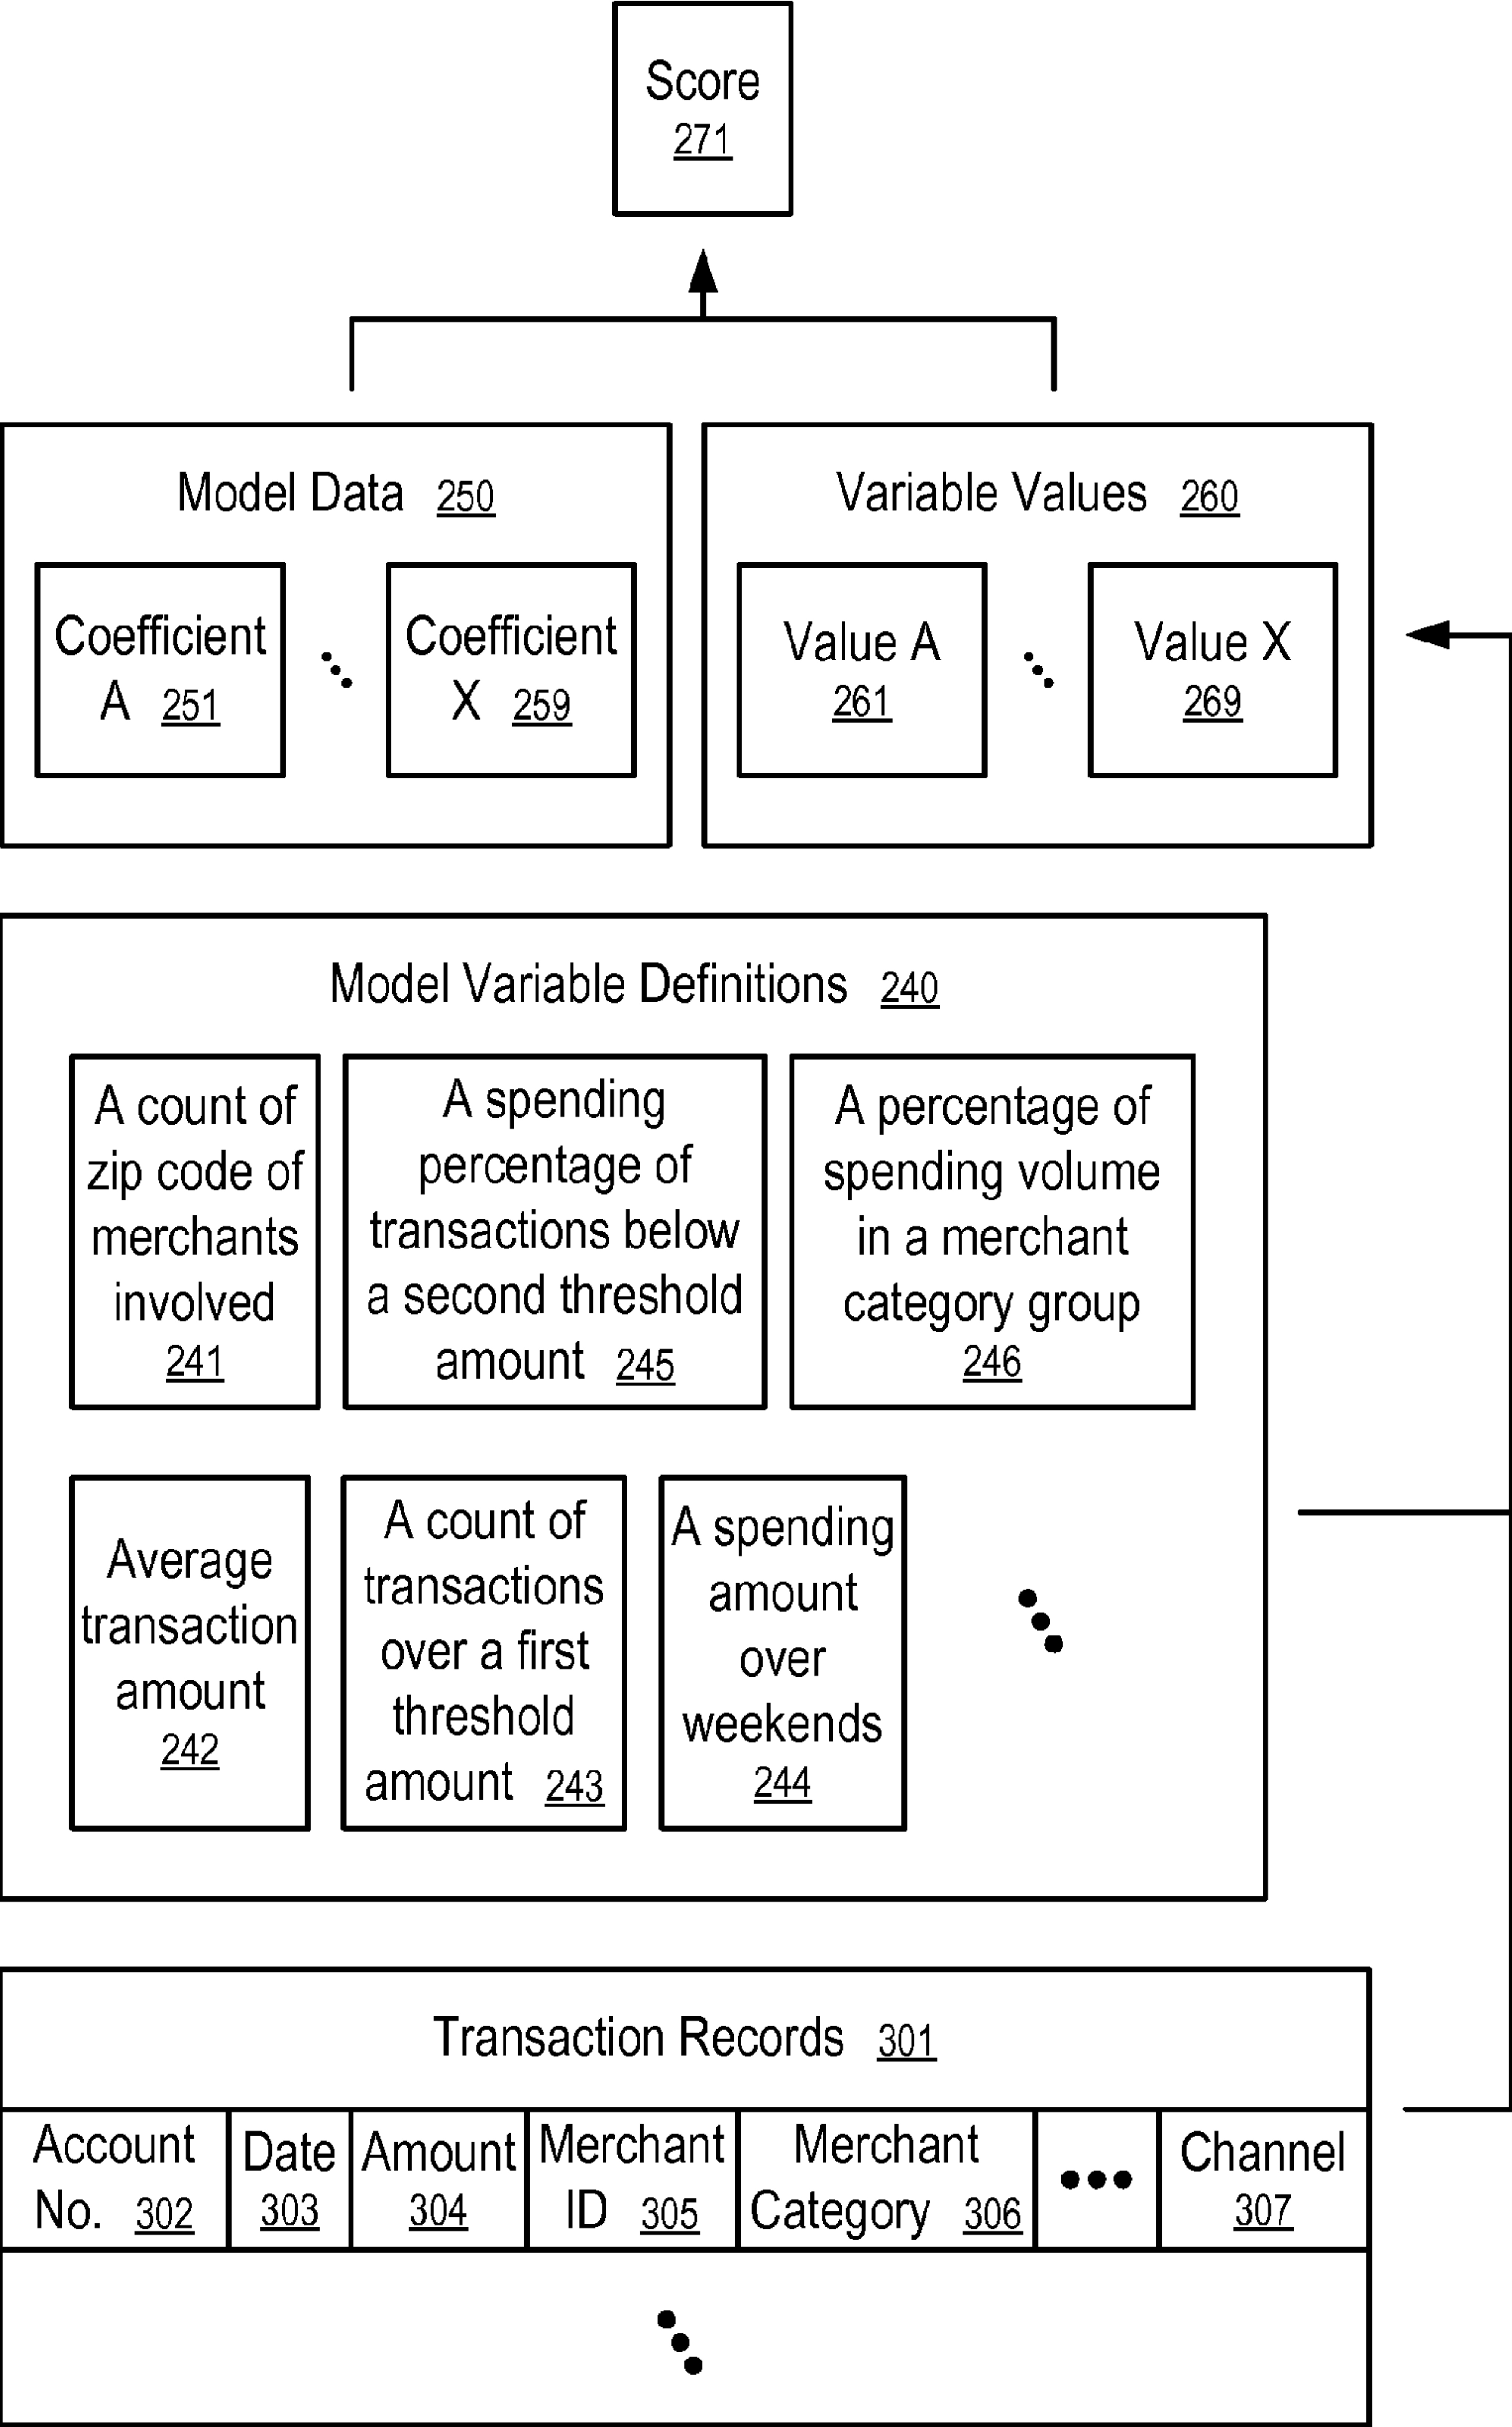 Score
271
Model Data 250
Coefficient
A 251
Coefficient
X 259
Variable Values 260
Value A
261
Value X
269
Model Variable Definitions 240
A count of
zip code of
merchants
involved
241
A spending
percentage of
transactions below
a second threshold
amount 245
A percentage of
spending volume
in a merchant
category group
246
Average
transaction
amount
242
A count of
transactions
over a first
threshold
amount 243
A spending
amount
over
weekends
244
Transaction Records 301
Account
No. 302
Date
303
Amount
304
Merchant
ID 305
Merchant
Category 306
Channel
307